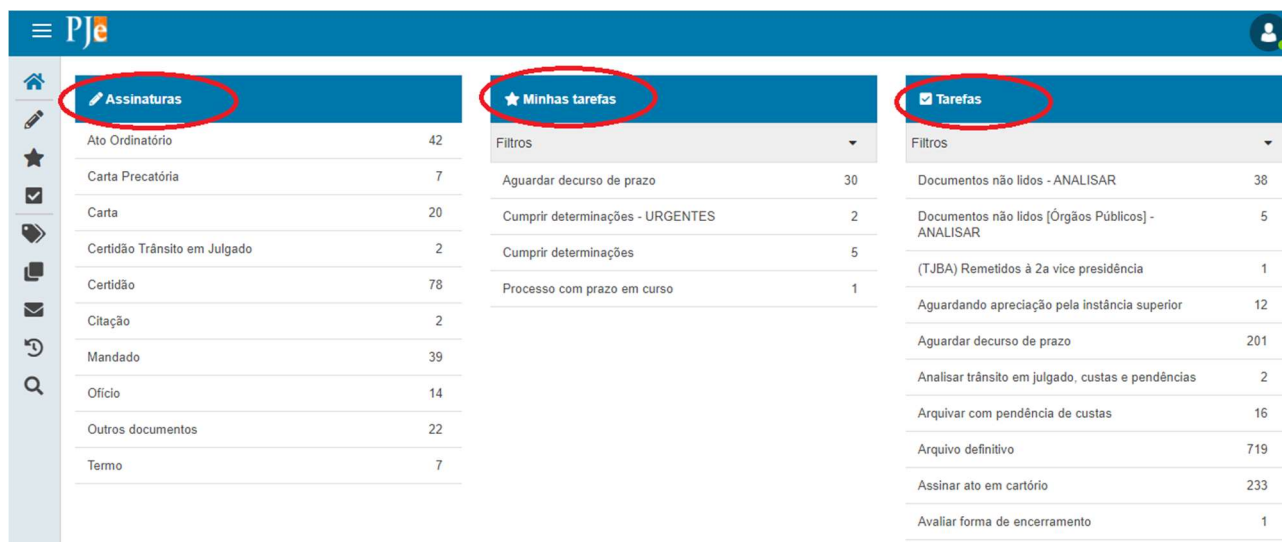 PJe
Assinaturas
Ato Ordinatório 42
Carta Precatória 7
Carta 20
Certidão Trânsito em Julgado 2
Certidão 78
Citação 2
Mandado 39
Ofício 14
Outros documentos 22
Termo 7
Minhas tarefas
Filtros
Aguardar decurso de prazo 30
Cumprir determinações - URGENTES 2
Cumprir determinações 5
Processo com prazo em curso 1
Tarefas
Filtros
Documentos não lidos - ANALISAR 38
Documentos não lidos [Órgãos Públicos] - 5
ANALISAR
(TJBA) Remetidos à 2a vice presidência 1
Aguardando apreciação pela instância superior 12
Aguardar decurso de prazo 201
Analisar trânsito em julgado, custas e pendências 2
Arquivar com pendência de custas 16
Arquivo definitivo 719
Assinar ato em cartório 233
Avaliar forma de encerramento 1